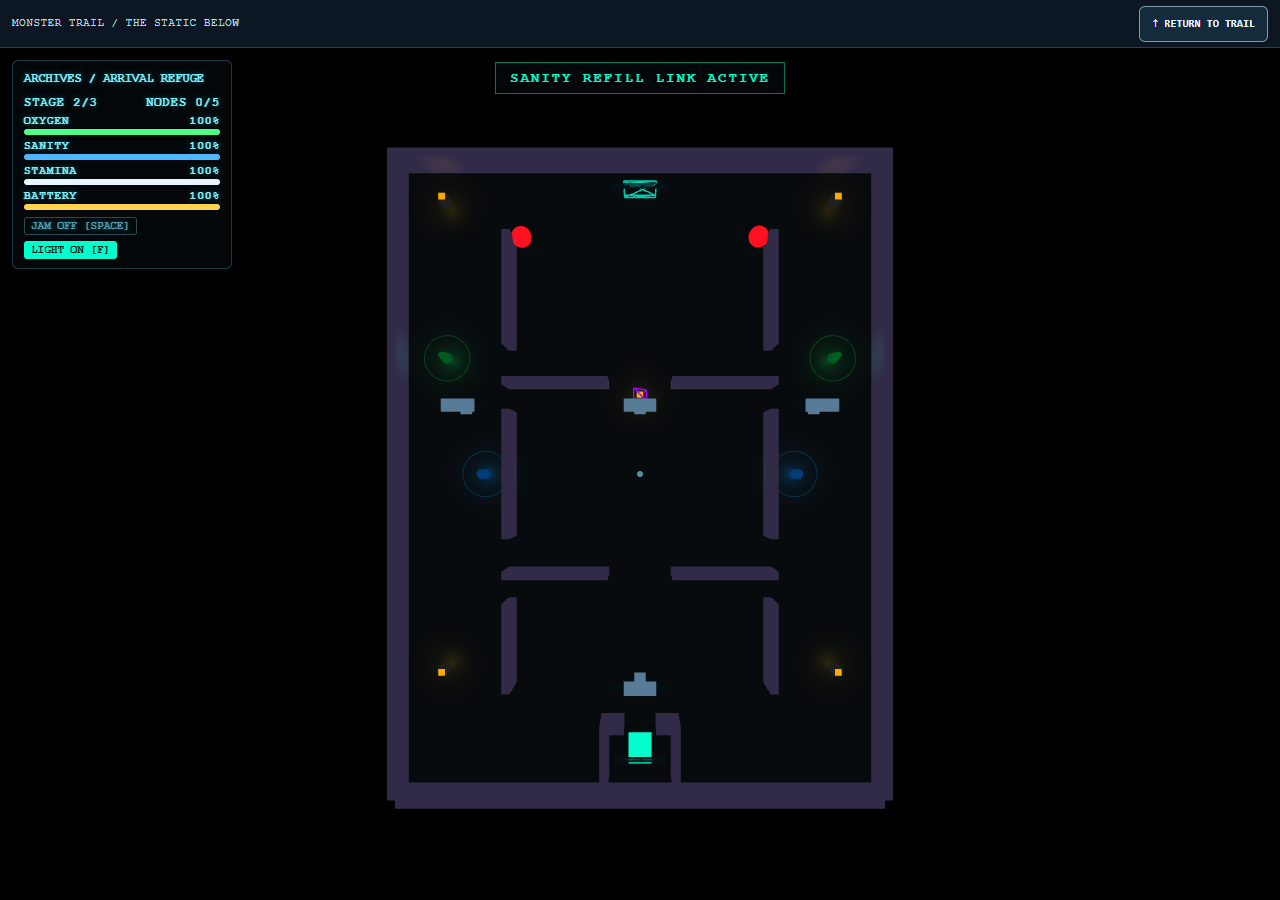 MONSTER TRAIL / THE STATIC BELOW
↑ RETURN TO TRAIL
ARCHIVES / ARRIVAL REFUGE
STAGE 2/3 NODES 0/5
OXYGEN 100%
SANITY 100%
STAMINA 100%
BATTERY 100%
JAM OFF [SPACE]
LIGHT ON [F]
SANITY REFILL LINK ACTIVE